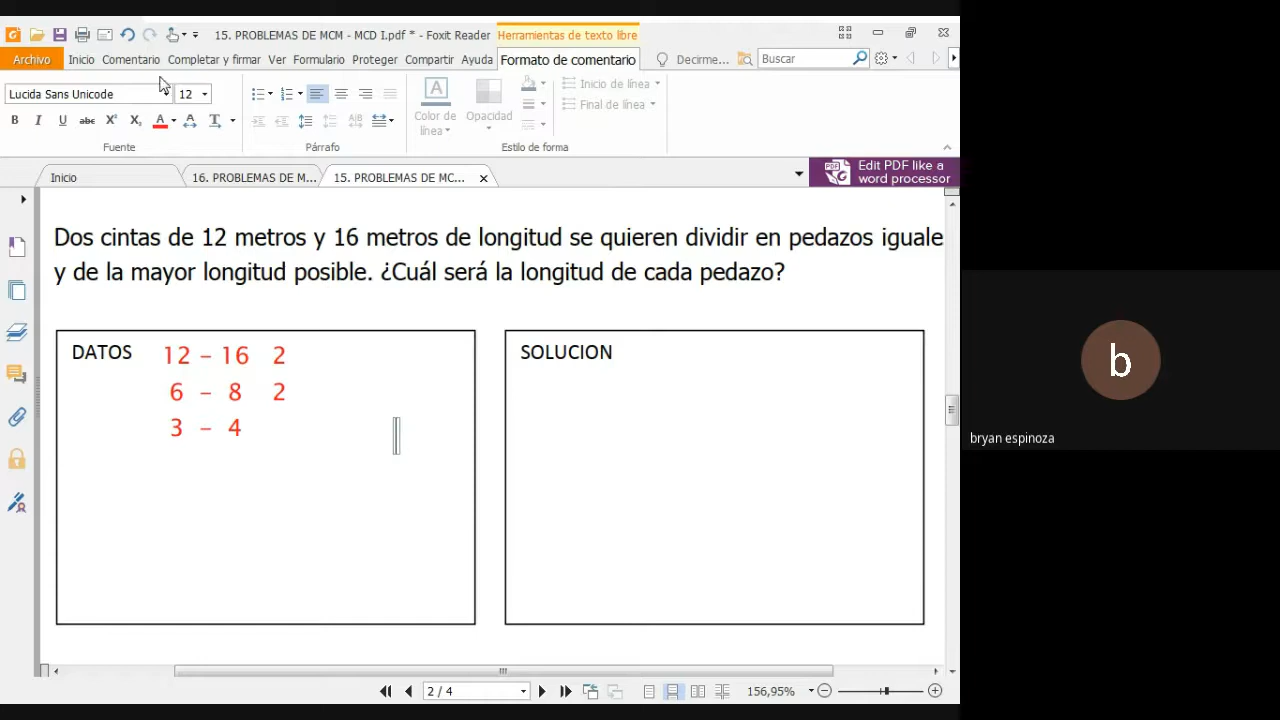 15. PROBLEMAS DE MCM - MCD I.pdf * - Foxit Reader
Herramientas de texto libre
Archivo Inicio Comentario Completar y firma Ver Formulario Proteger Compartir Ayuda Formato de comentario Decirme... Buscar
Lucida Sans Unicode 12
Color de línea
Opacidad
Inicio de línea
Final de línea
Fuente Párrafo Estilo de forma
Inicio 16. PROBLEMAS DE M... 15. PROBLEMAS DE MC...
Edit PDF like a
word processor
Dos cintas de 12 metros y 16 metros de longitud se quieren dividir en pedazos iguale
y de la mayor longitud posible. ¿Cuál será la longitud de cada pedazo?
DATOS 12 – 16 2
6 – 8 2
3 – 4
SOLUCION
b
bryan espinoza
2 / 4
156,95%